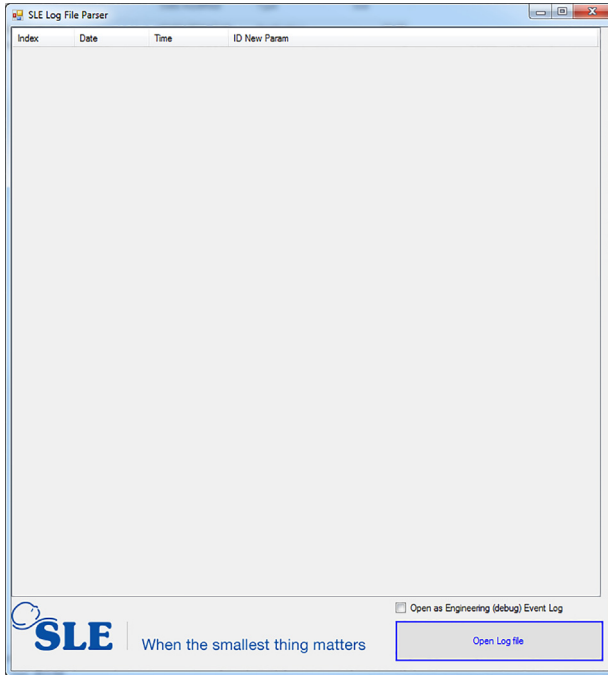 SLE Log File Parser
Index Date Time ID New Param
Open as Engineering (debug) Event Log
SLE When the smallest thing matters
Open Log file